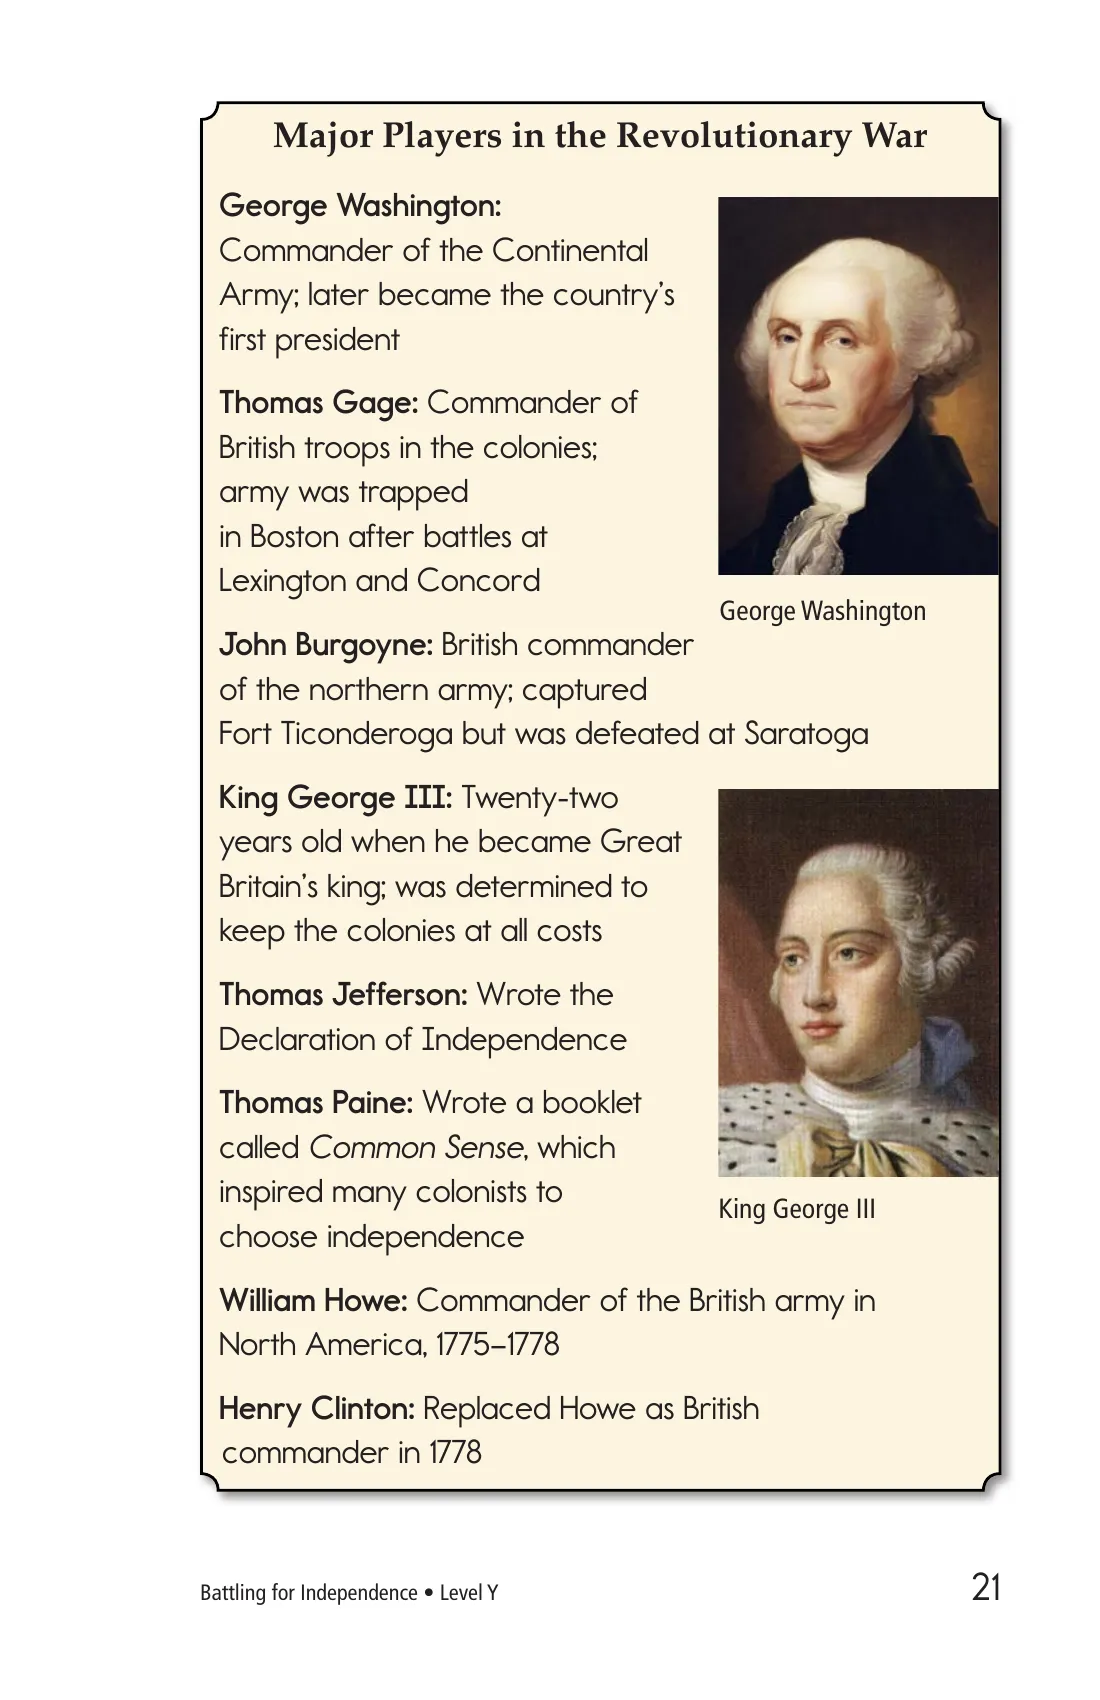 Major Players in the Revolutionary War
George Washington:
Commander of the Continental
Army; later became the country's
first president
Thomas Gage: Commander of
British troops in the colonies;
army was trapped
in Boston after battles at
Lexington and Concord
George Washington
John Burgoyne: British commander
of the northern army; captured
Fort Ticonderoga but was defeated at Saratoga
King George III: Twenty-two
years old when he became Great
Britain's king; was determined to
keep the colonies at all costs
Thomas Jefferson: Wrote the
Declaration of Independence
Thomas Paine: Wrote a booklet
called Common Sense, which
inspired many colonists to
choose independence
King George III
William Howe: Commander of the British army in
North America, 1775–1778
Henry Clinton: Replaced Howe as British
commander in 1778
Battling for Independence • Level Y
21